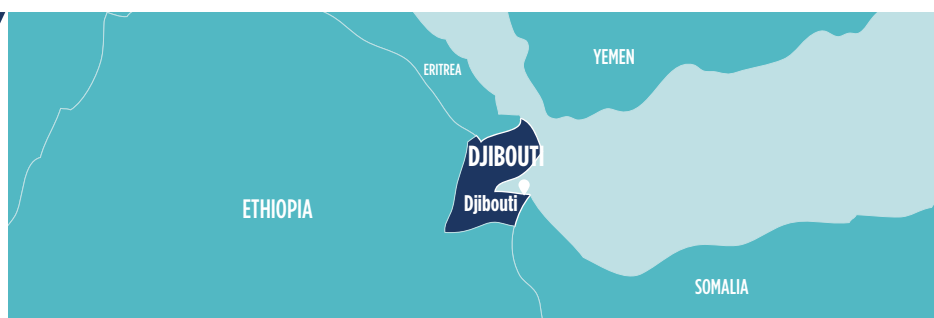 YEMEN
ERITREA
DJIBOUTI
Djibouti
ETHIOPIA
SOMALIA